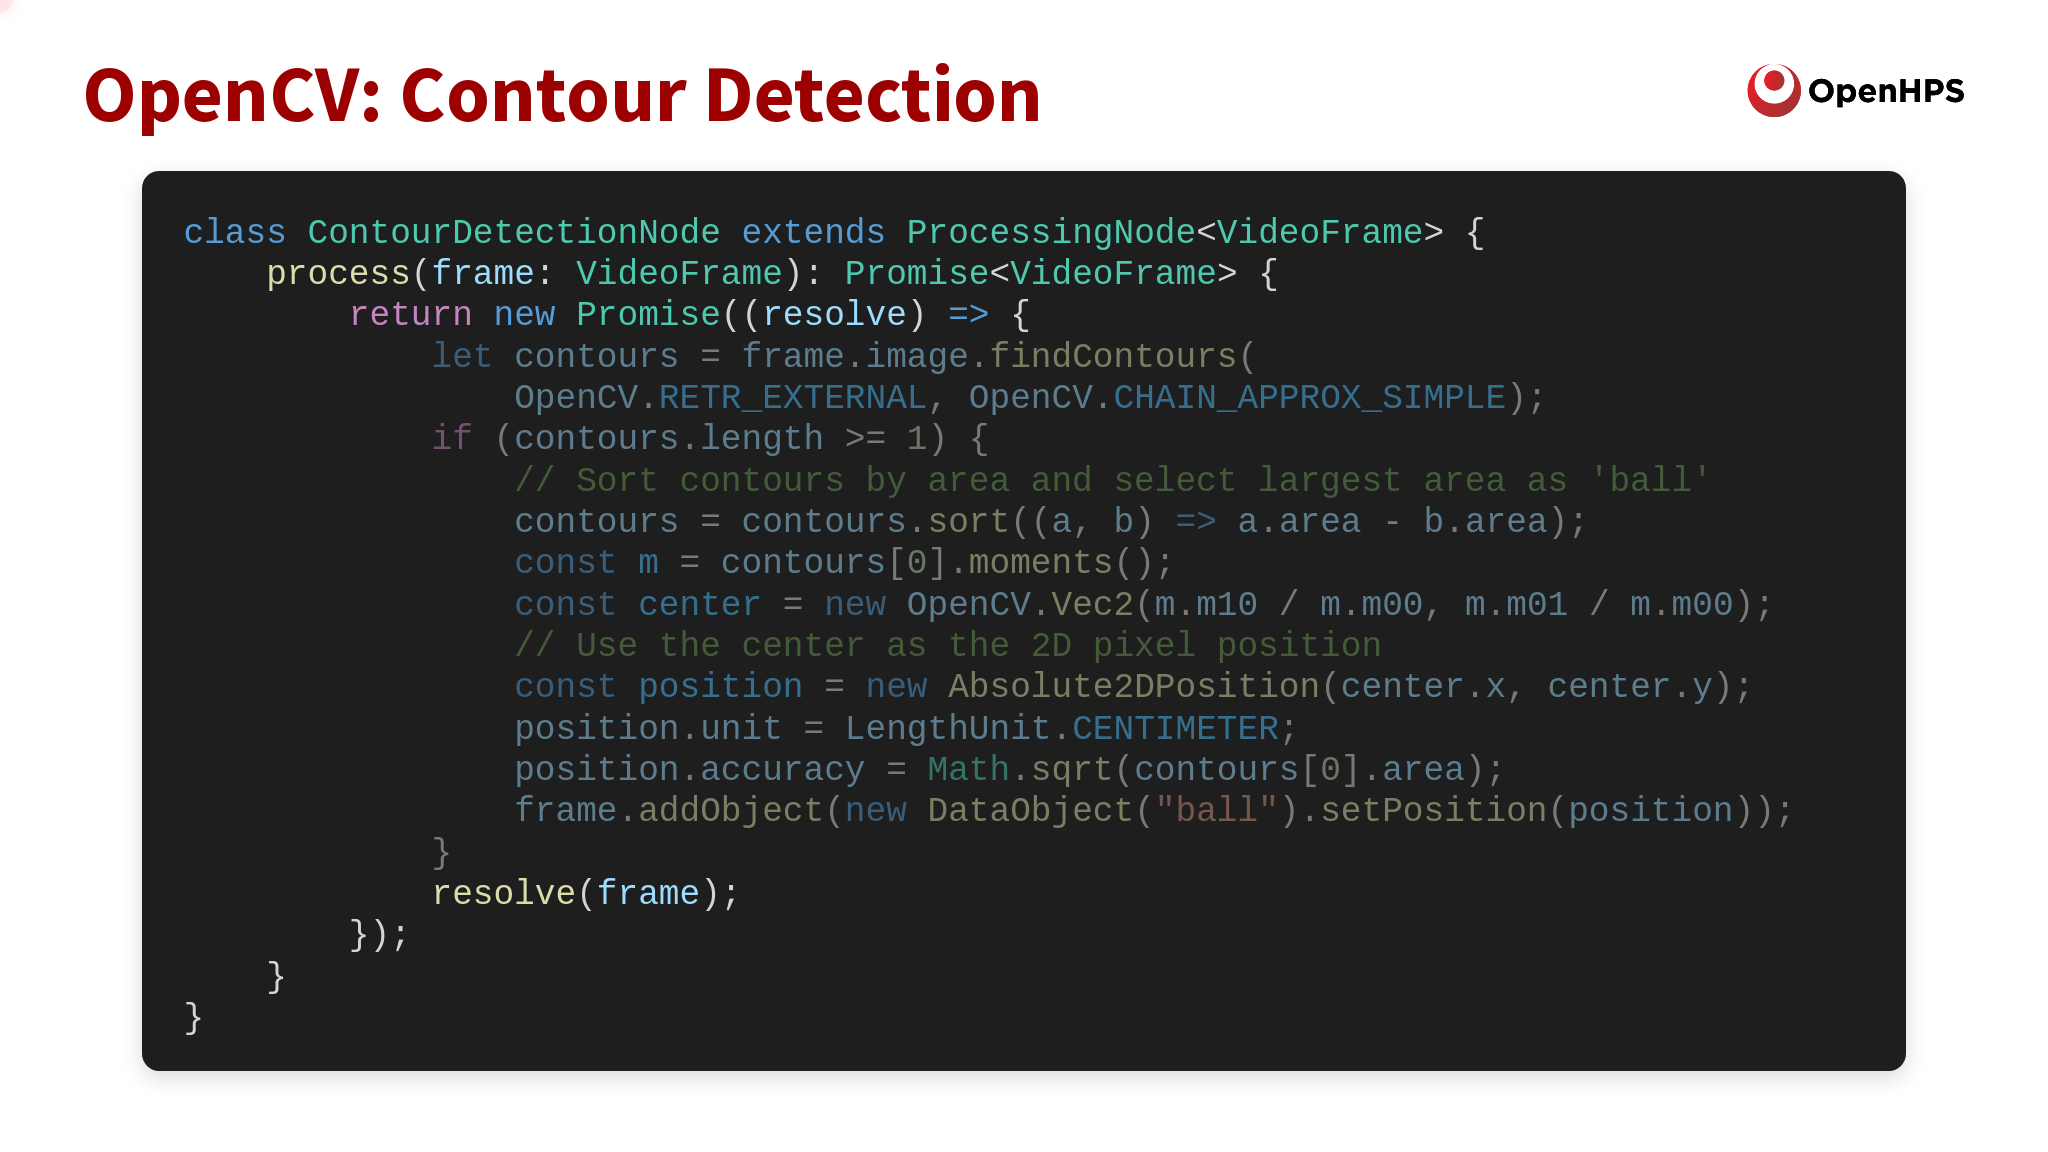 OpenCV: Contour Detection
OpenHPS
class ContourDetectionNode extends ProcessingNode<VideoFrame> {
    process(frame: VideoFrame): Promise<VideoFrame> {
        return new Promise((resolve) => {
            let contours = frame.image.findContours(
                OpenCV.RETR_EXTERNAL, OpenCV.CHAIN_APPROX_SIMPLE);
            if (contours.length >= 1) {
                // Sort contours by area and select largest area as 'ball'
                contours = contours.sort((a, b) => a.area - b.area);
                const m = contours[0].moments();
                const center = new OpenCV.Vec2(m.m10 / m.m00, m.m01 / m.m00);
                // Use the center as the 2D pixel position
                const position = new Absolute2DPosition(center.x, center.y);
                position.unit = LengthUnit.CENTIMETER;
                position.accuracy = Math.sqrt(contours[0].area);
                frame.addObject(new DataObject("ball").setPosition(position));
            }
            resolve(frame);
        });
    }
}